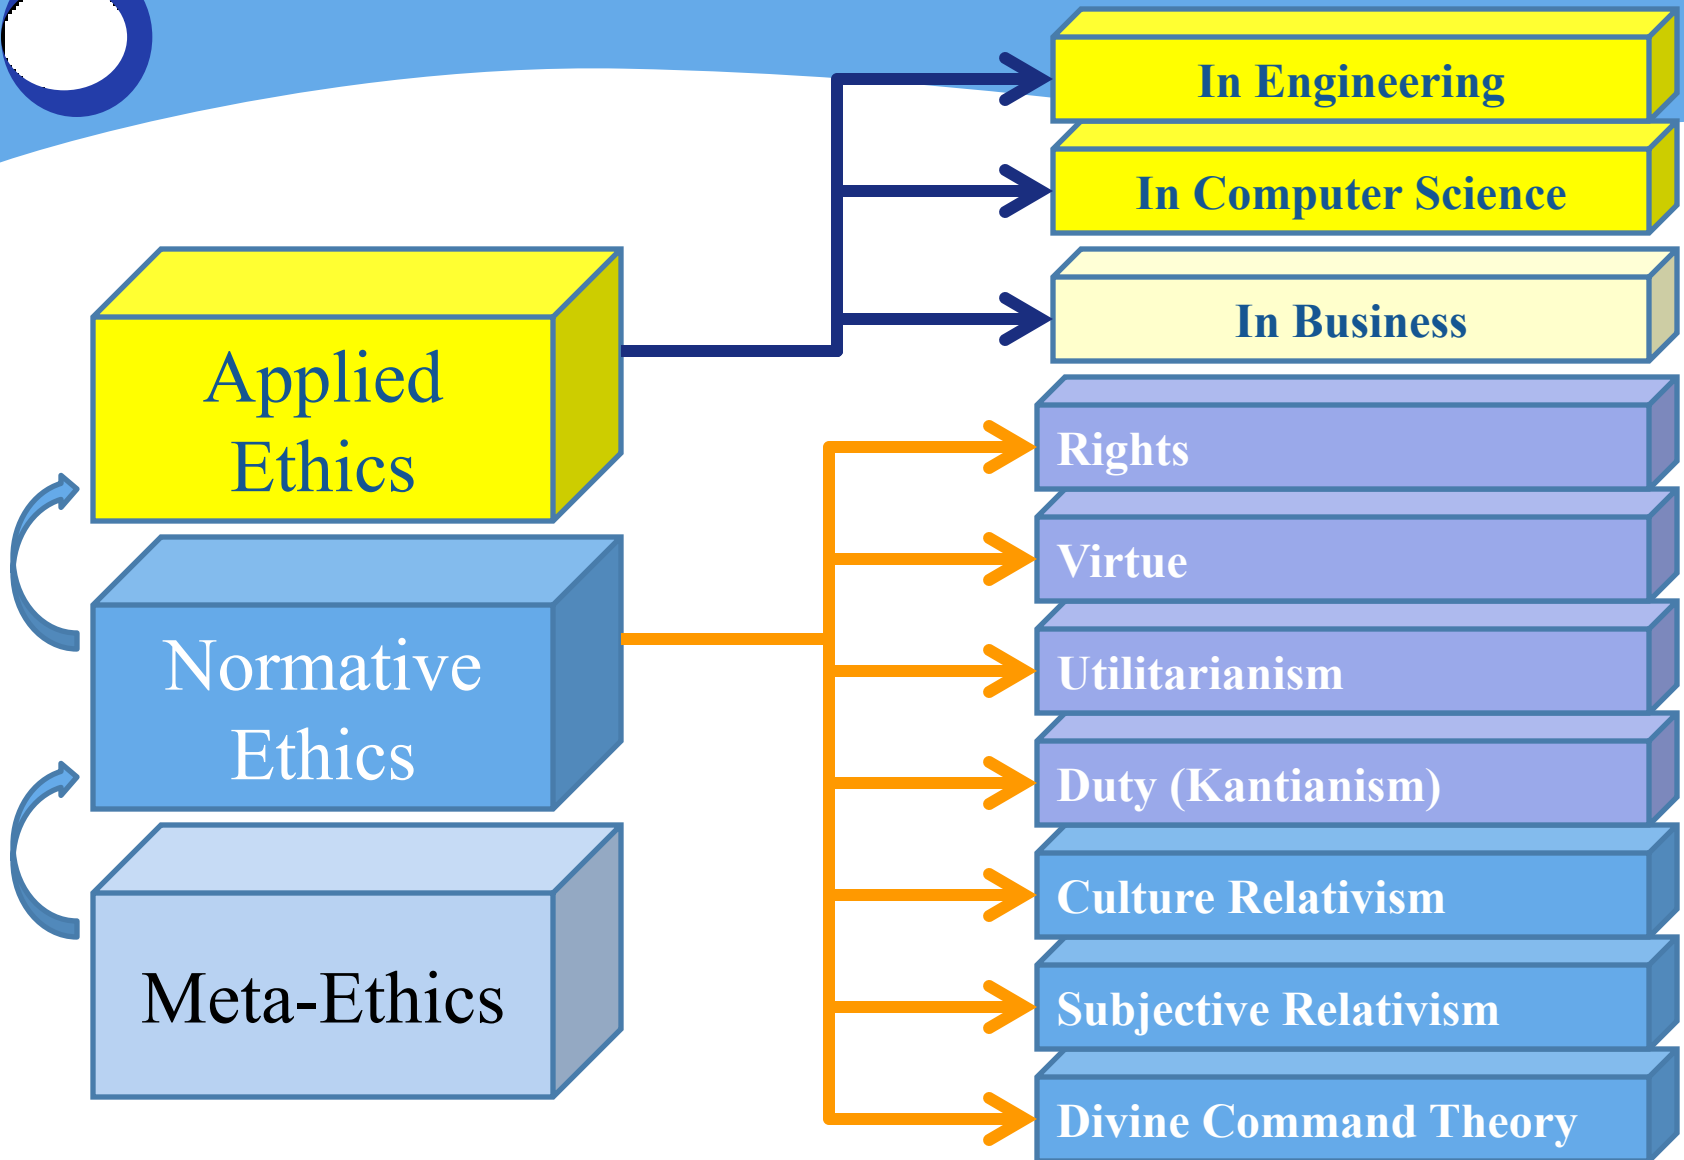 In Engineering
In Computer Science
In Business
Applied
Ethics
Normative
Ethics
Meta-Ethics
Rights
Virtue
Utilitarianism
Duty (Kantianism)
Culture Relativism
Subjective Relativism
Divine Command Theory